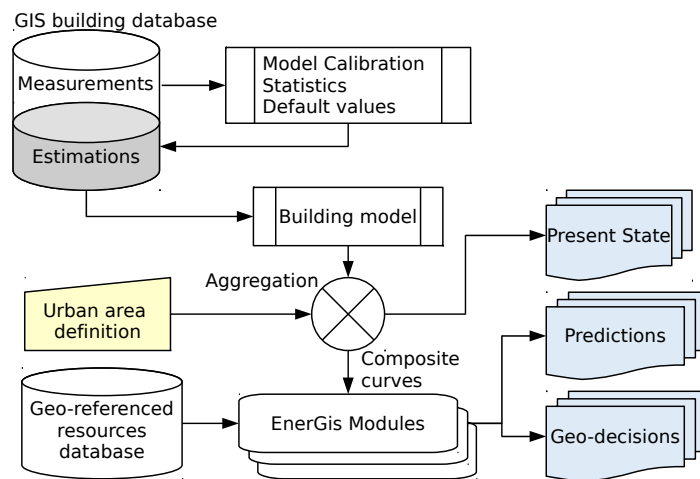 GIS building database
Measurements
Model Calibration
Statistics
Default values
Estimations
Building model
Present State
Aggregation
Urban area
definition
Predictions
Composite
curves
Geo-referenced
resources
database
EnerGis Modules
Geo-decisions